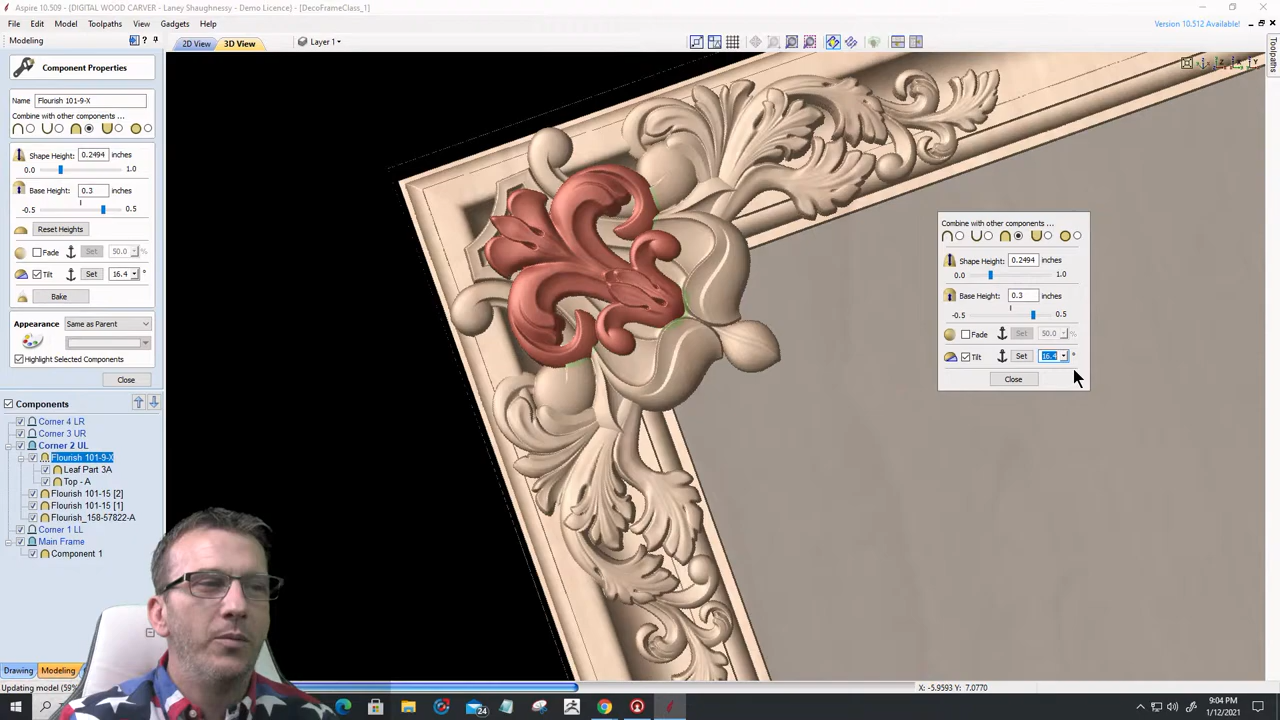 Aspire 10.509 - {DIGITAL WOOD CARVER - Laney Shaughnessy - Demo Licence} - [DecoFrameClass_1]
File Edit Model Toolpaths View Gadgets Help
Version 10.512 Available!
Modeling
2D View 3D View Layer 1
Toolpaths
Component Properties
Name Flourish 101-9-X
Combine with other components ...
Shape Height: 0.2494 inches
0.0 1.0
Base Height: 0.3 inches
-0.5 0.5
Reset Heights
Fade Set 50.0 %
Tilt Set 16.4 °
Bake
Appearance Same as Parent
Highlight Selected Components
Close
Components
Corner 4 LR
Corner 3 UR
Corner 2 UL
Flourish 101-9-X
Leaf Part 3A
Top - A
Flourish 101-15 [2]
Flourish 101-15 [1]
Flourish_158-57822-A
Corner 1 LL
Main Frame
Component 1
Combine with other components ...
Shape Height: 0.2494 inches
0.0 1.0
Base Height: 0.3 inches
-0.5 0.5
Fade Set 50.0 %
Tilt Set 16.4 °
Close
Drawing Modeling
Updating model (59%
X: -5.9593 Y: 7.0770
24
9:04 PM
1/12/2021